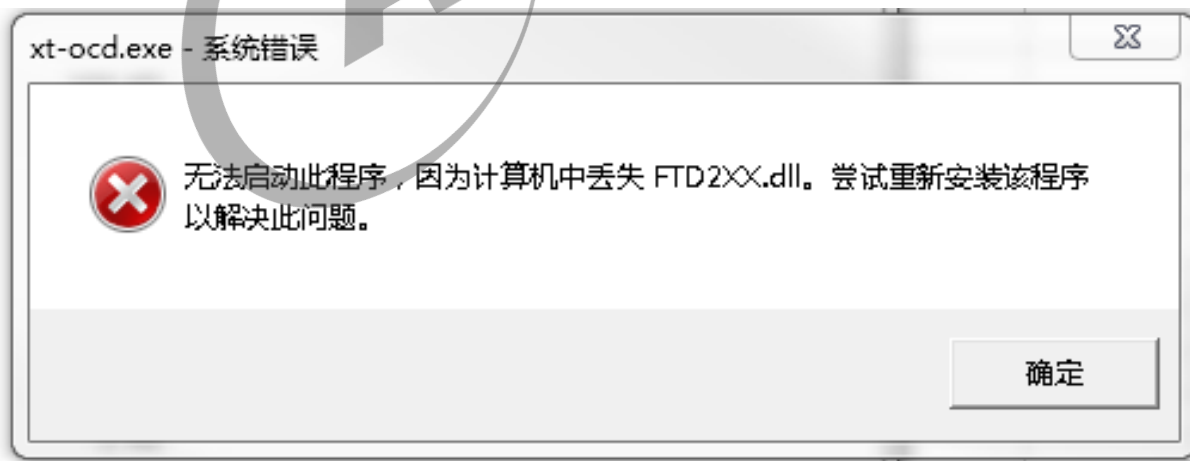 xt-ocd.exe - 系统错误
无法启动此程序，因为计算机中丢失 FTD2XX.dll。尝试重新安装该程序
以解决此问题。
确定